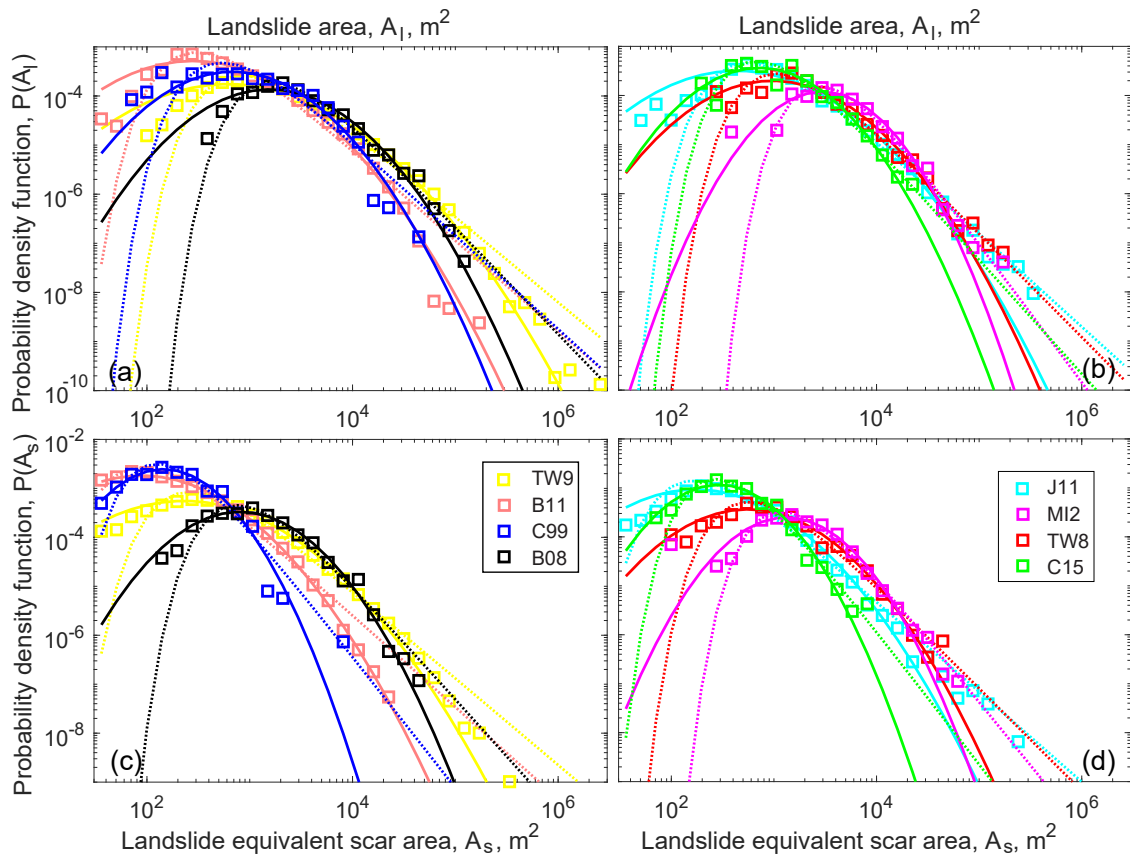 Landslide area, A_l, m^2
Landslide area, A_l, m^2
Probability density function, P(A_l)
10^-4
10^-6
10^-8
10^-10
(a)
(b)
10^2
10^4
10^6
10^2
10^4
10^6
Probability density function, P(A_s)
10^-2
10^-4
10^-6
10^-8
TW9
B11
C99
B08
J11
MI2
TW8
C15
(c)
(d)
10^2
10^4
10^6
10^2
10^4
10^6
Landslide equivalent scar area, A_s, m^2
Landslide equivalent scar area, A_s, m^2